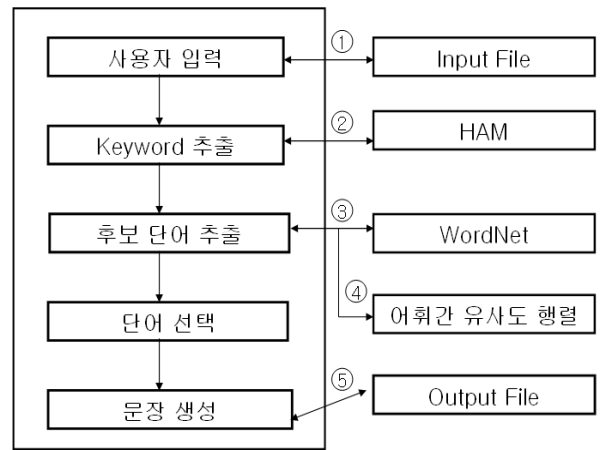 사용자 입력
①
Input File
Keyword 추출
②
HAM
후보 단어 추출
③
WordNet
④
단어 선택
어휘간 유사도 행렬
⑤
문장 생성
Output File